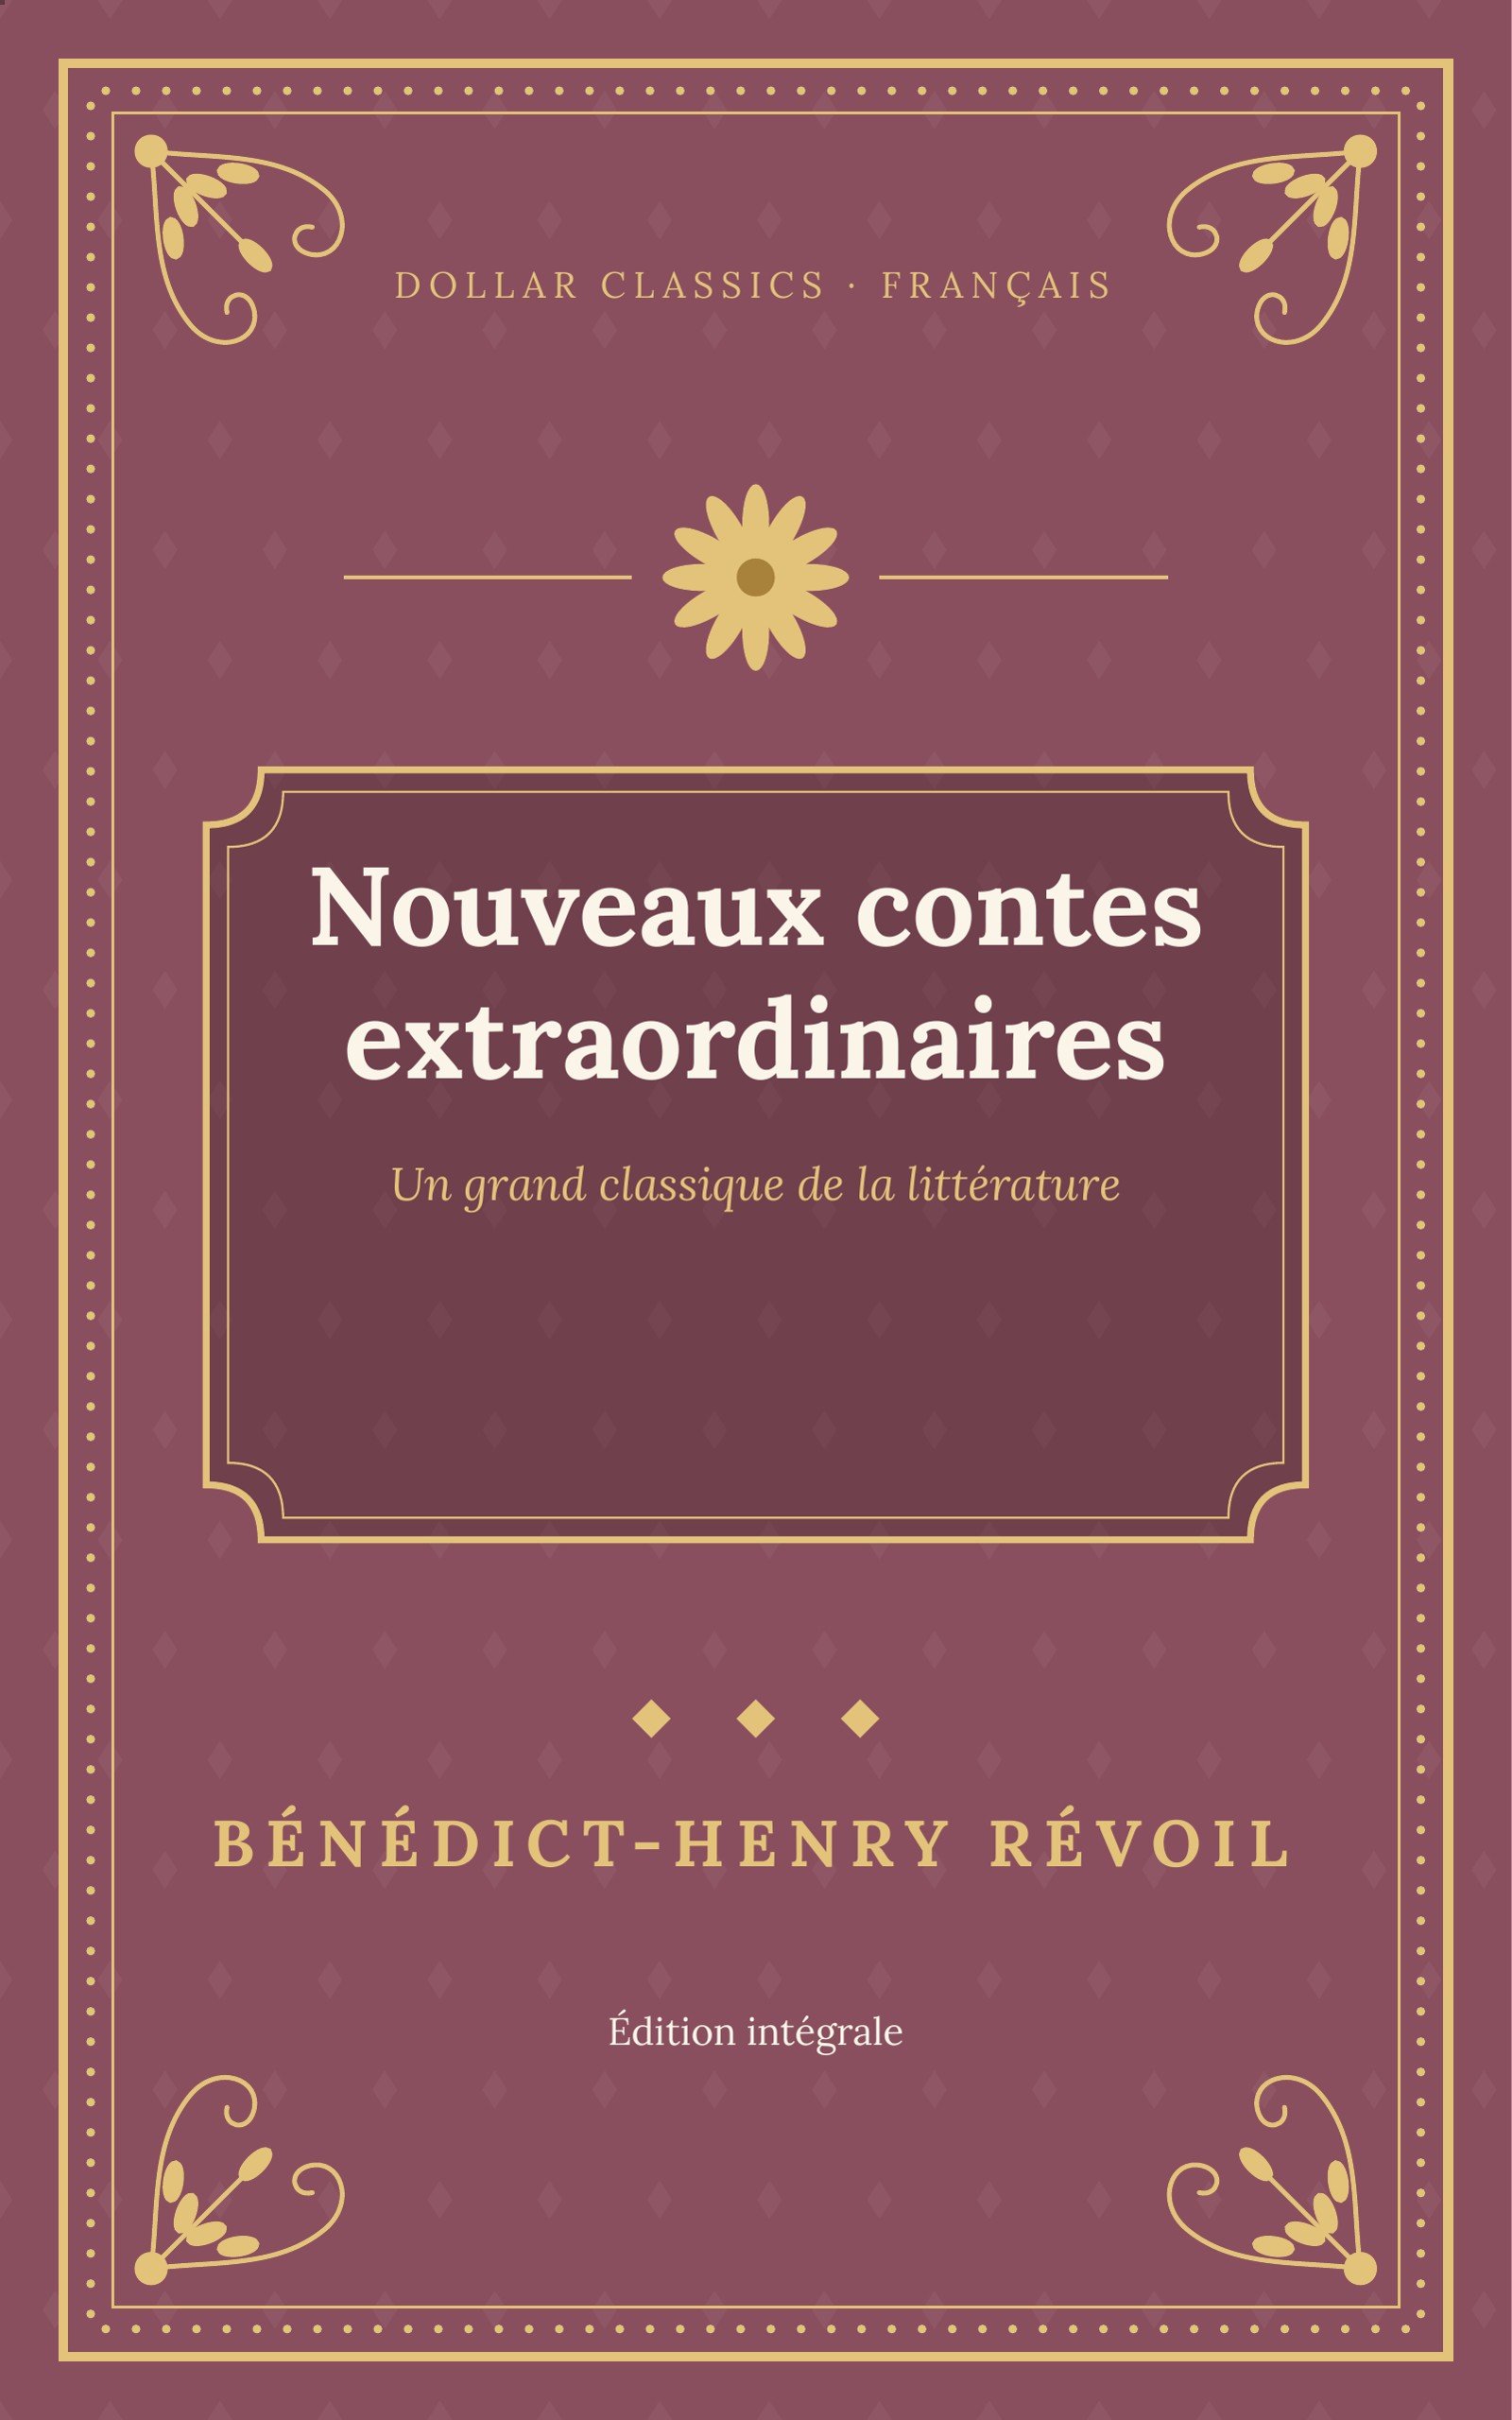 DOLLAR CLASSICS · FRANÇAIS
Nouveaux contes
extraordinaires
Un grand classique de la littérature
BÉNÉDICT-HENRY RÉVOIL
Édition intégrale